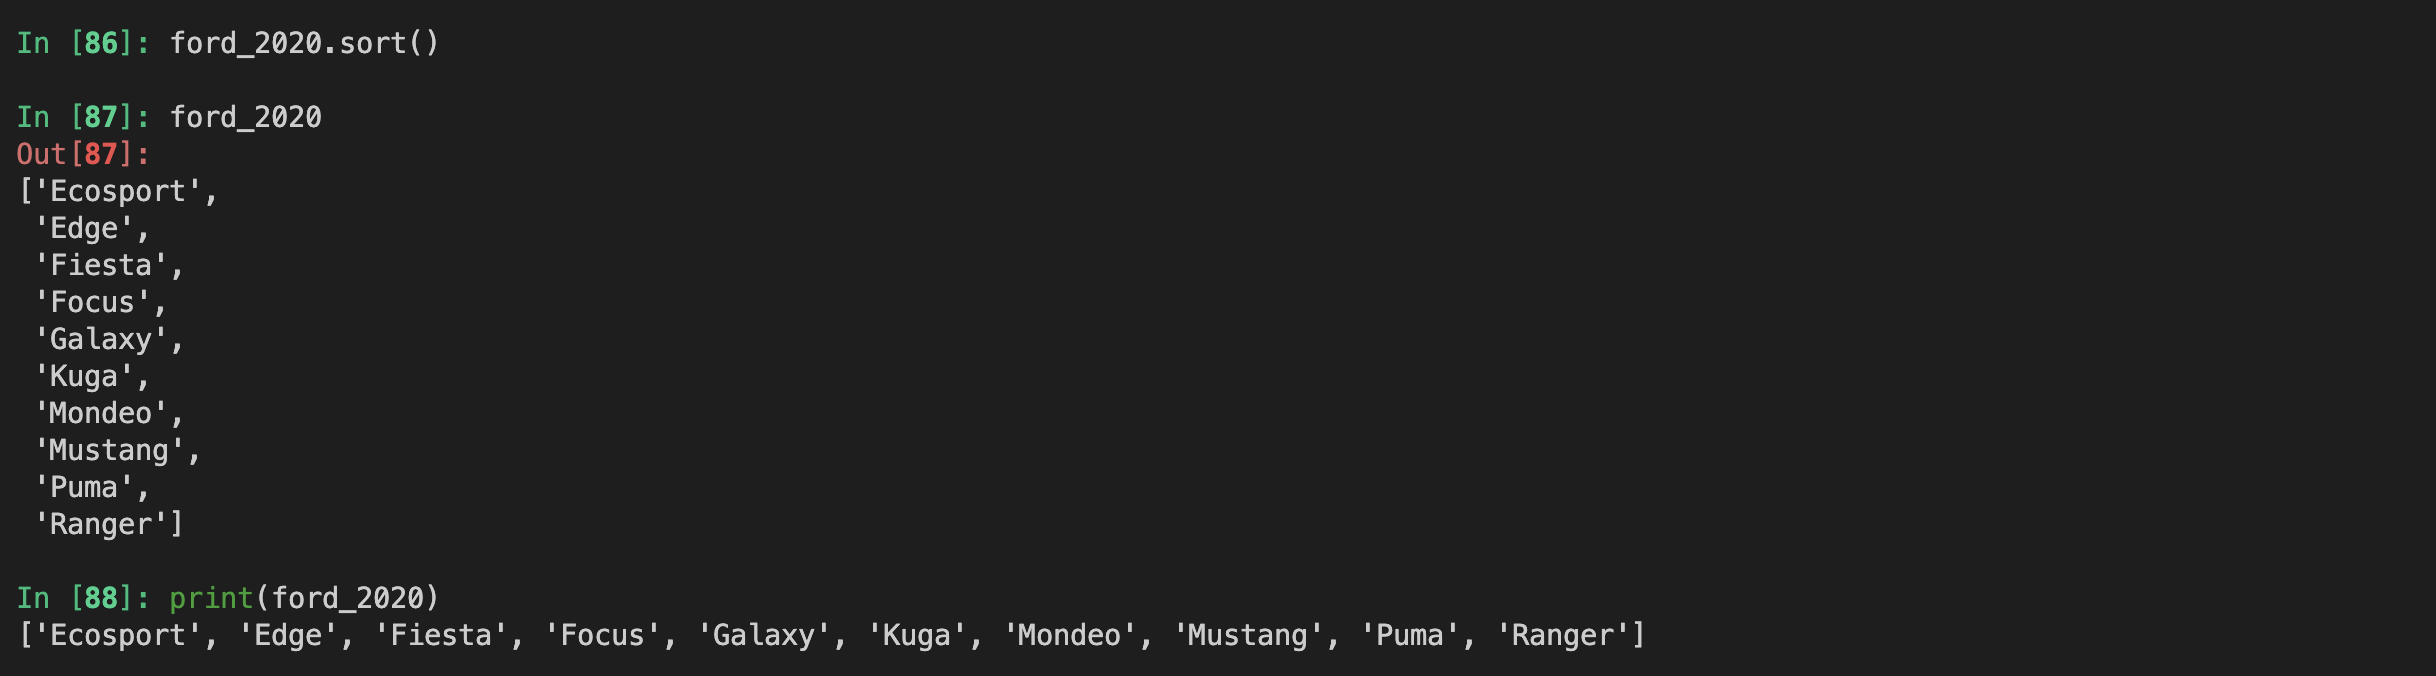 In [86]: ford_2020.sort()
In [87]: ford_2020
Out[87]:
['Ecosport',
 'Edge',
 'Fiesta',
 'Focus',
 'Galaxy',
 'Kuga',
 'Mondeo',
 'Mustang',
 'Puma',
 'Ranger']
In [88]: print(ford_2020)
['Ecosport', 'Edge', 'Fiesta', 'Focus', 'Galaxy', 'Kuga', 'Mondeo', 'Mustang', 'Puma', 'Ranger']